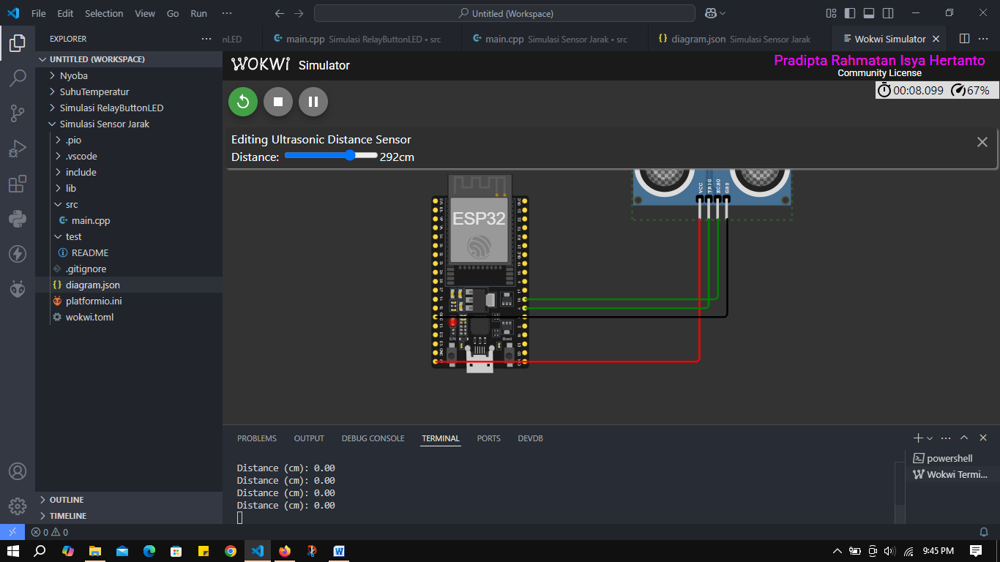 File Edit Selection View Go Run ··· Untitled (Workspace)
EXPLORER ···
nLED main.cpp Simulasi RelayButtonLED • src main.cpp Simulasi Sensor Jarak • src diagram.json Simulasi Sensor Jarak Wokwi Simulator
UNTITLED (WORKSPACE)
Nyoba
SuhuTemperatur
Simulasi RelayButtonLED
Simulasi Sensor Jarak
.pio
.vscode
include
lib
src
main.cpp
test
README
.gitignore
diagram.json
platformio.ini
wokwi.toml
OUTLINE
TIMELINE
WOKWI Simulator
Pradipta Rahmatan Isya Hertanto
Community License
00:08.099 67%
Editing Ultrasonic Distance Sensor
Distance: 292cm
VCC TRIG ECHO GND
ESP32
EN Boot
PROBLEMS OUTPUT DEBUG CONSOLE TERMINAL PORTS DEVDB
Distance (cm): 0.00
Distance (cm): 0.00
Distance (cm): 0.00
Distance (cm): 0.00
powershell
Wokwi Termi...
0 0
9:45 PM